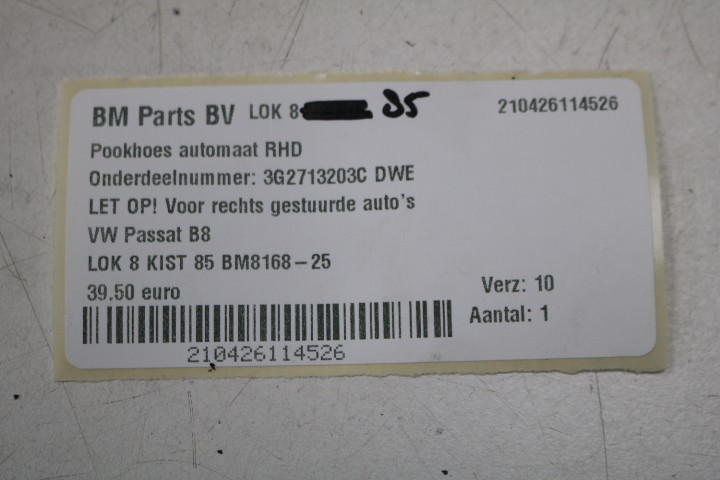 BM Parts BV LOK 8 85 210426114526
Pookhoes automaat RHD
Onderdeelnummer: 3G2713203C DWE
LET OP! Voor rechts gestuurde auto's
VW Passat B8
LOK 8 KIST 85 BM8168-25
39.50 euro Verz: 10
Aantal: 1
210426114526